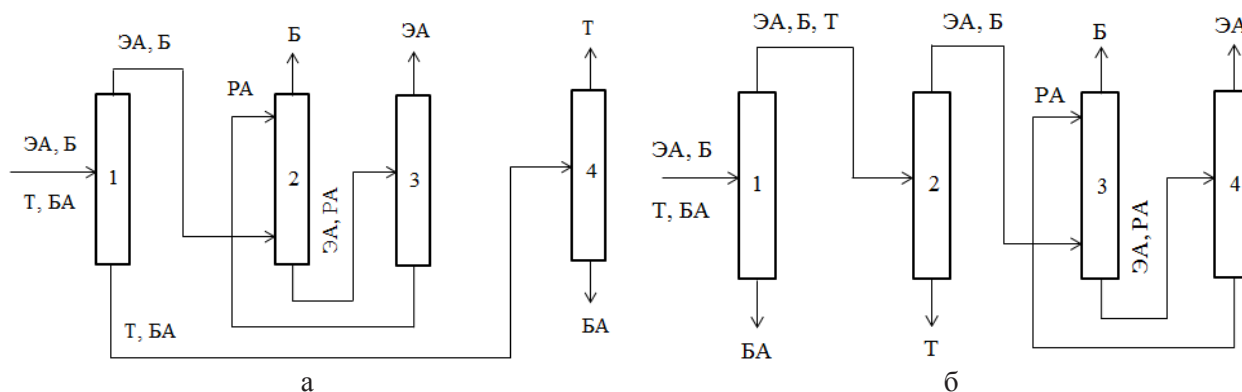 ЭА, Б
Б
ЭА
Т
РА
ЭА, Б
Т, БА
1
2
3
4
ЭА, РА
Т, БА
БА
а
ЭА, Б, Т
ЭА, Б
Б
ЭА
РА
ЭА, Б
Т, БА
1
2
3
4
ЭА, РА
БА
Т
б